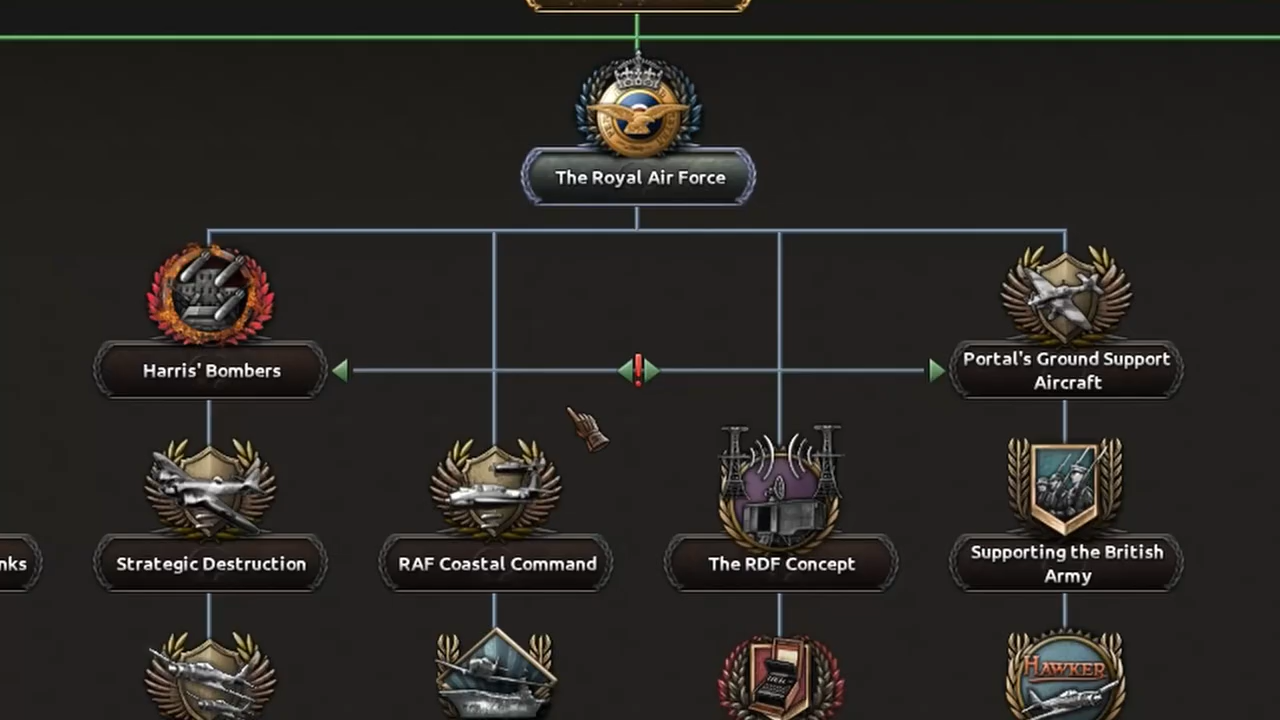 The Royal Air Force
Harris' Bombers
Portal's Ground Support
Aircraft
nks
Strategic Destruction
RAF Coastal Command
The RDF Concept
Supporting the British
Army
HAWKER